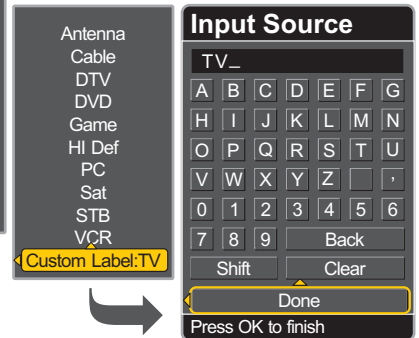 Antenna
Cable
DTV
DVD
Game
HI Def
PC
Sat
STB
VCR
Custom Label:TV
Input Source
TV_
A B C D E F G
H I J K L M N
O P Q R S T U
V W X Y Z ,
0 1 2 3 4 5 6
7 8 9 Back
Shift Clear
Done
Press OK to finish